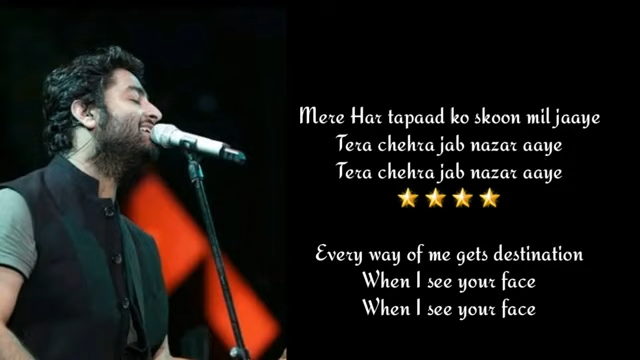 Mere Har tapaad ko skoon mil jaaye
Tera chehra jab nazar aaye
Tera chehra jab nazar aaye
⭐⭐⭐⭐
Every way of me gets destination
When I see your face
When I see your face